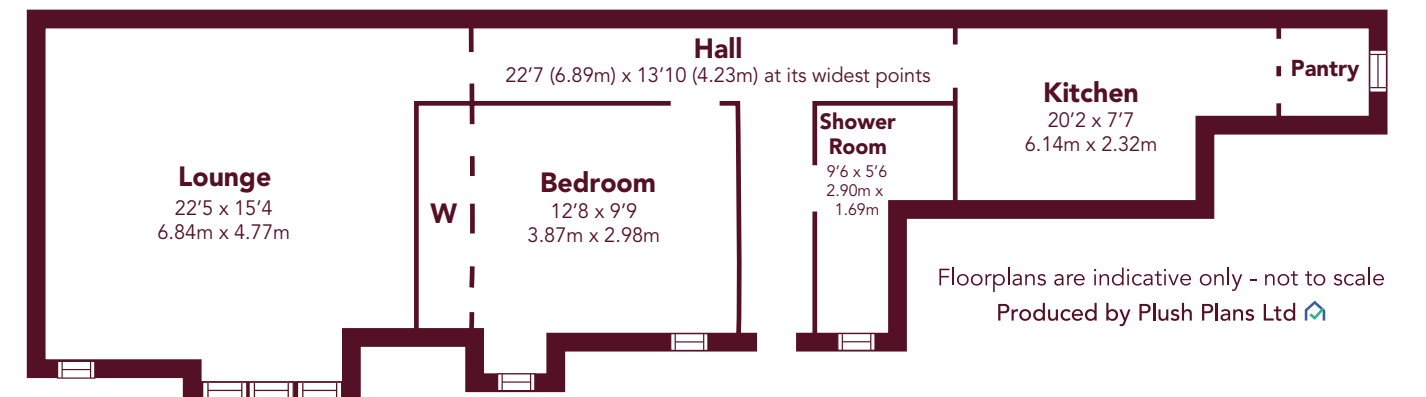 Hall
22’7 (6.89m) x 13’10 (4.23m) at its widest points
Pantry
Kitchen
20’2 x 7’7
6.14m x 2.32m
Shower
Room
9’6 x 5’6
2.90m x
1.69m
Lounge
22’5 x 15’4
6.84m x 4.77m
W
Bedroom
12’8 x 9’9
3.87m x 2.98m
Floorplans are indicative only - not to scale
Produced by Plush Plans Ltd